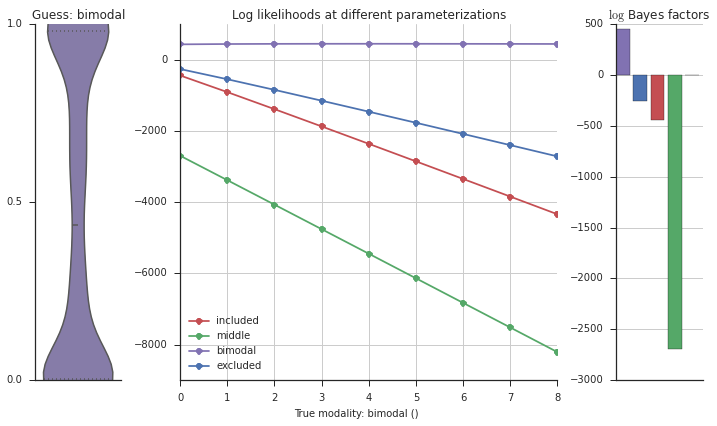 Guess: bimodal
1.0
0.5
0.0
Log likelihoods at different parameterizations
0
−2000
−4000
−6000
−8000
included
middle
bimodal
excluded
0 1 2 3 4 5 6 7 8
True modality: bimodal ()
log Bayes factors
500
0
−500
−1000
−1500
−2000
−2500
−3000